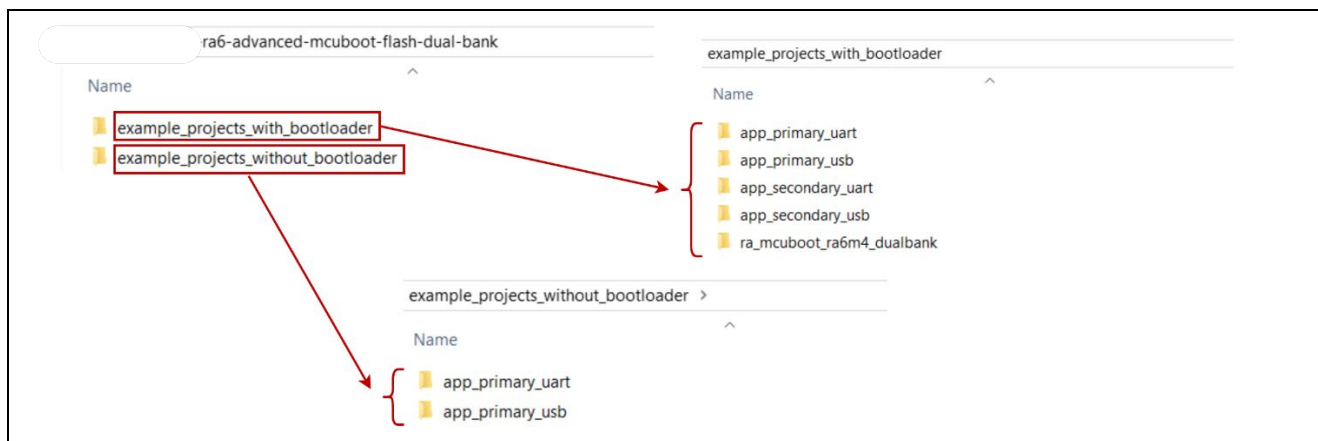 ra6-advanced-mcuboot-flash-dual-bank
Name
example_projects_with_bootloader
example_projects_without_bootloader
example_projects_with_bootloader
Name
app_primary_uart
app_primary_usb
app_secondary_uart
app_secondary_usb
ra_mcuboot_ra6m4_dualbank
example_projects_without_bootloader >
Name
app_primary_uart
app_primary_usb